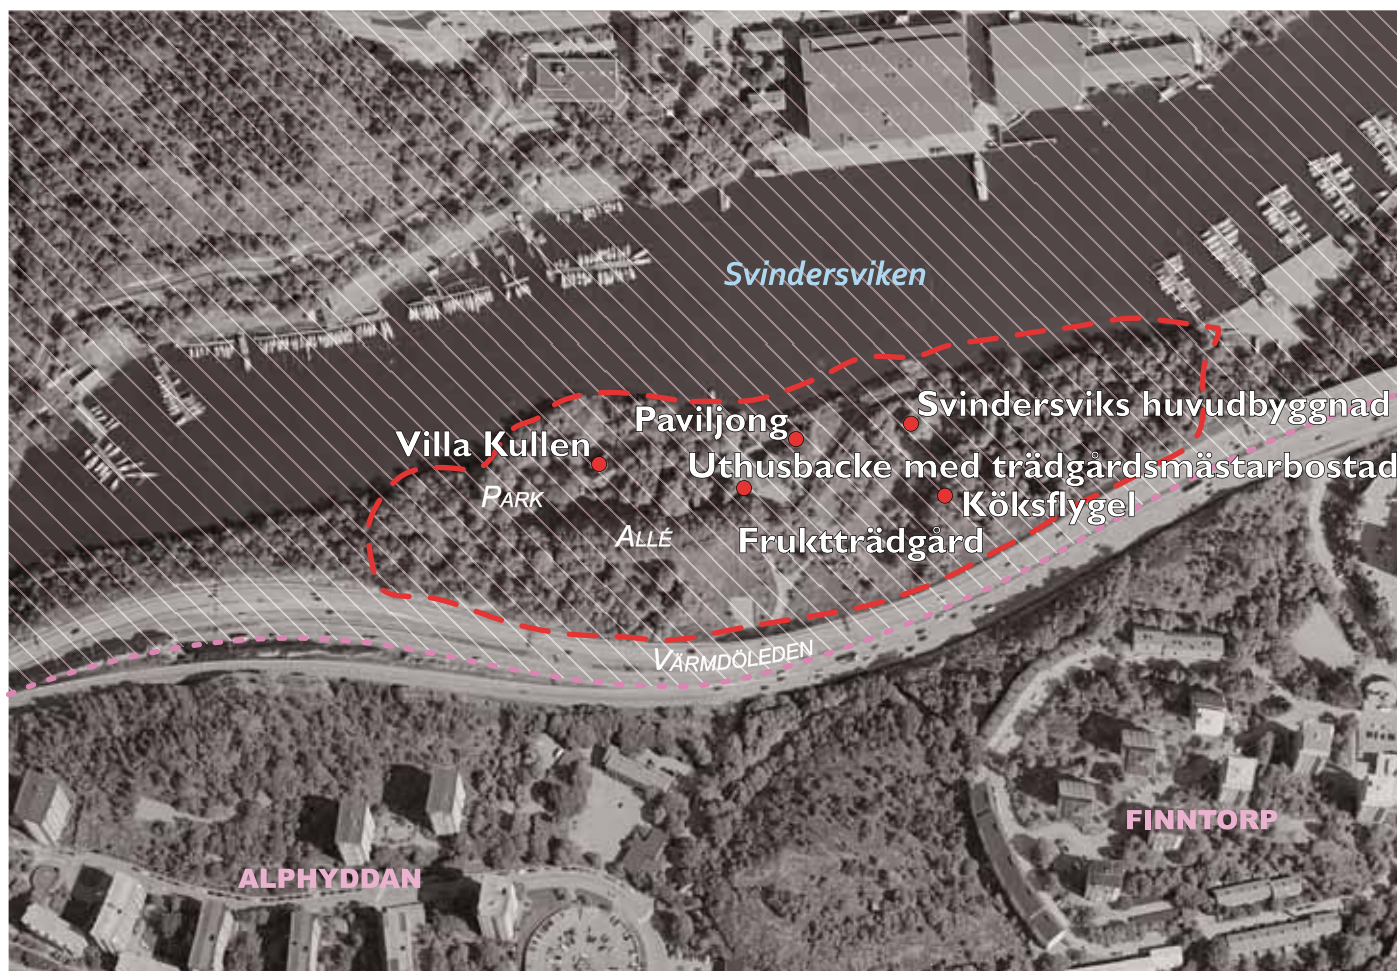 Svindersviken
Svindersviks huvudbyggnad
Paviljong
Villa Kullen
Uthusbacke med trädgårdsmästarbostad
PARK
Köksflygel
ALLÉ
Fruktträdgård
VÄRMDÖLEDEN
FINNTORP
ALPHYDDAN